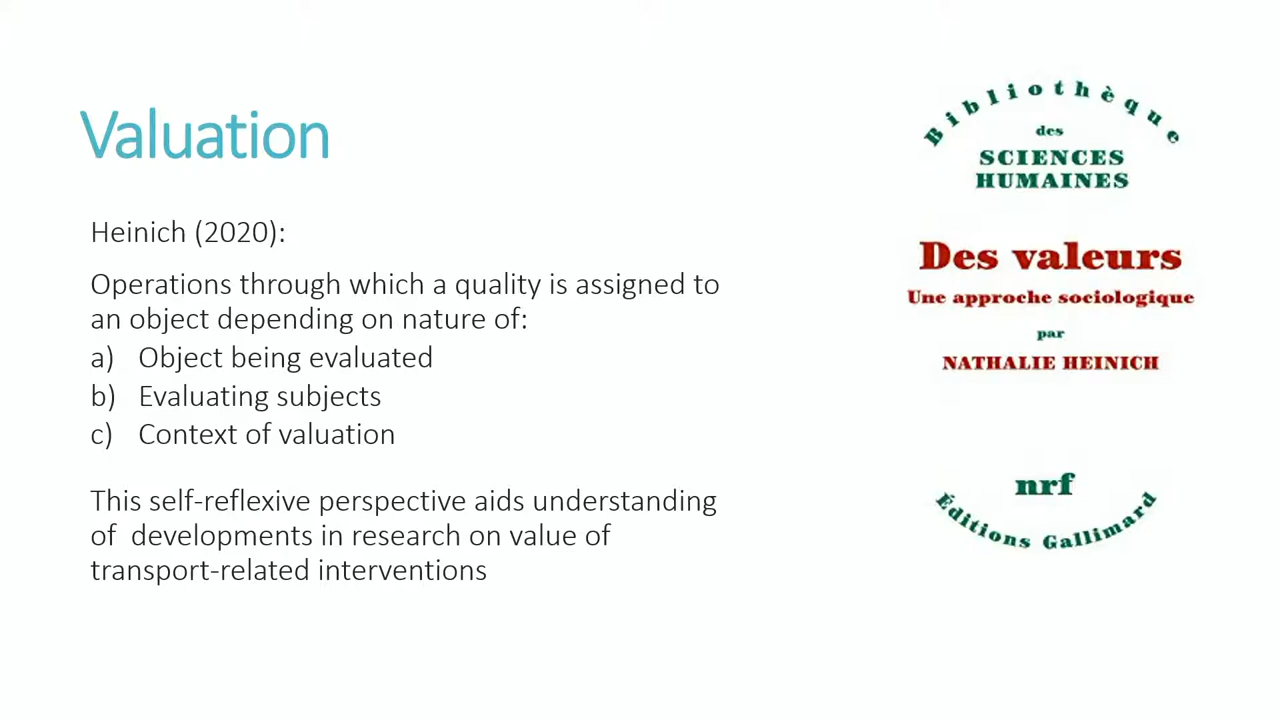 Valuation
Heinich (2020):
Operations through which a quality is assigned to
an object depending on nature of:
a) Object being evaluated
b) Evaluating subjects
c) Context of valuation
This self-reflexive perspective aids understanding
of developments in research on value of
transport-related interventions
Bibliothèque
des
SCIENCES
HUMAINES
Des valeurs
Une approche sociologique
par
NATHALIE HEINICH
nrf
Éditions Gallimard